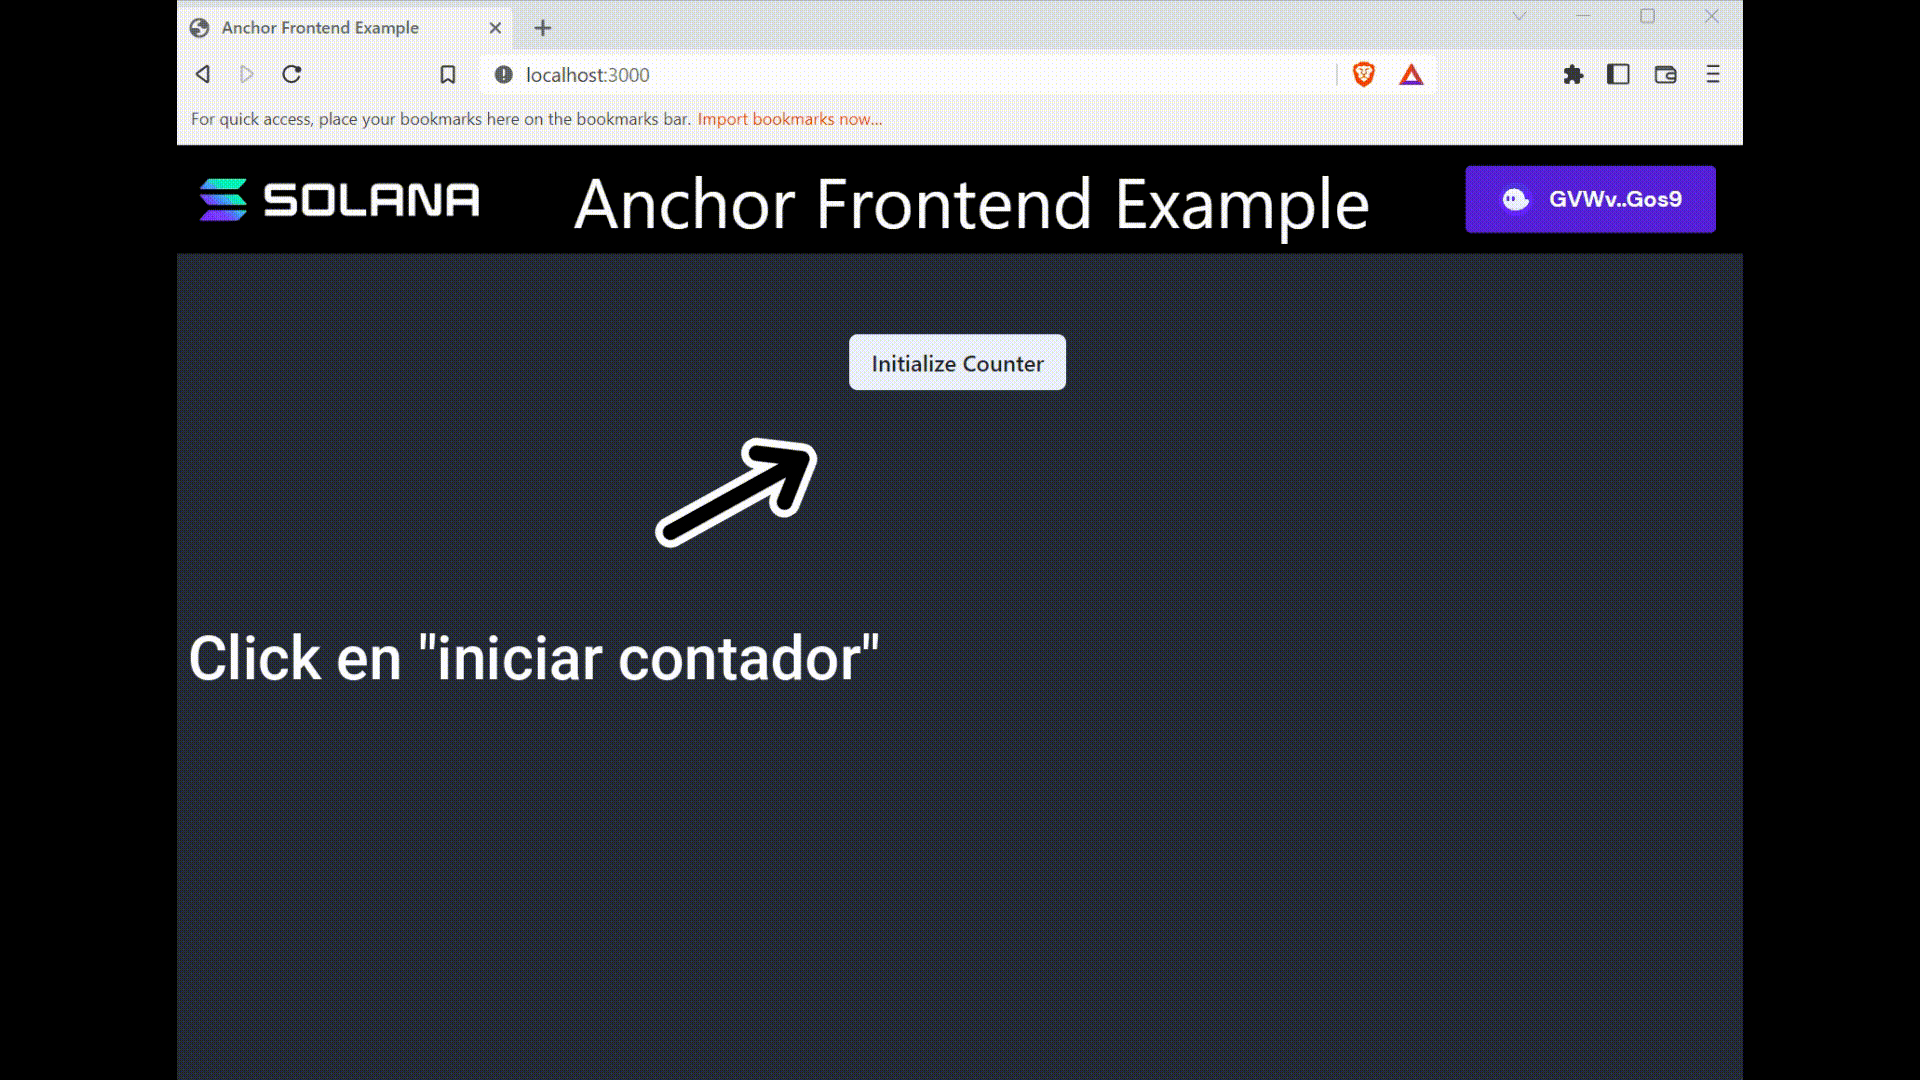 Anchor Frontend Example
localhost:3000
For quick access, place your bookmarks here on the bookmarks bar. Import bookmarks now...
SOLANA
Anchor Frontend Example
GVWv..Gos9
Initialize Counter
Click en "iniciar contador"